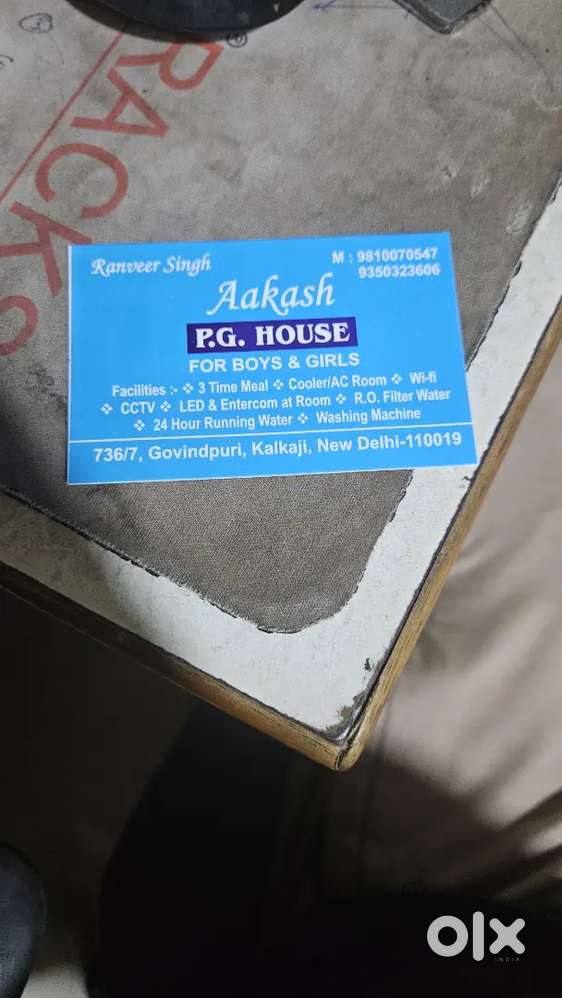 RACKS
®
Ranveer Singh
M : 9810070547
9350323606
Aakash
P.G. HOUSE
FOR BOYS & GIRLS
Facilities :- ❖ 3 Time Meal ❖ Cooler/AC Room ❖ Wi-fi
❖ CCTV ❖ LED & Entercom at Room ❖ R.O. Filter Water
❖ 24 Hour Running Water ❖ Washing Machine
736/7, Govindpuri, Kalkaji, New Delhi-110019
olx
INDIA